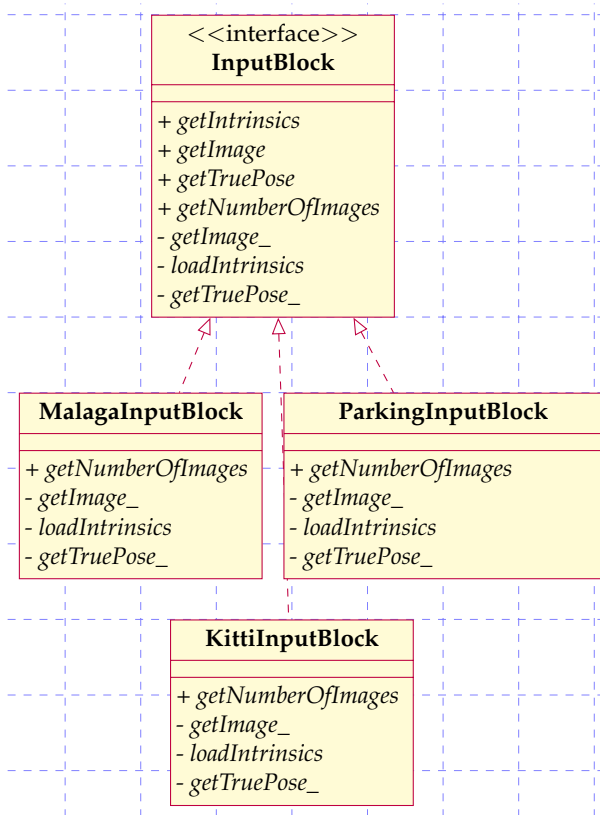 <<interface>>
InputBlock
+ getIntrinsics
+ getImage
+ getTruePose
+ getNumberOfImages
- getImage_
- loadIntrinsics
- getTruePose_
MalagaInputBlock
+ getNumberOfImages
- getImage_
- loadIntrinsics
- getTruePose_
ParkingInputBlock
+ getNumberOfImages
- getImage_
- loadIntrinsics
- getTruePose_
KittiInputBlock
+ getNumberOfImages
- getImage_
- loadIntrinsics
- getTruePose_